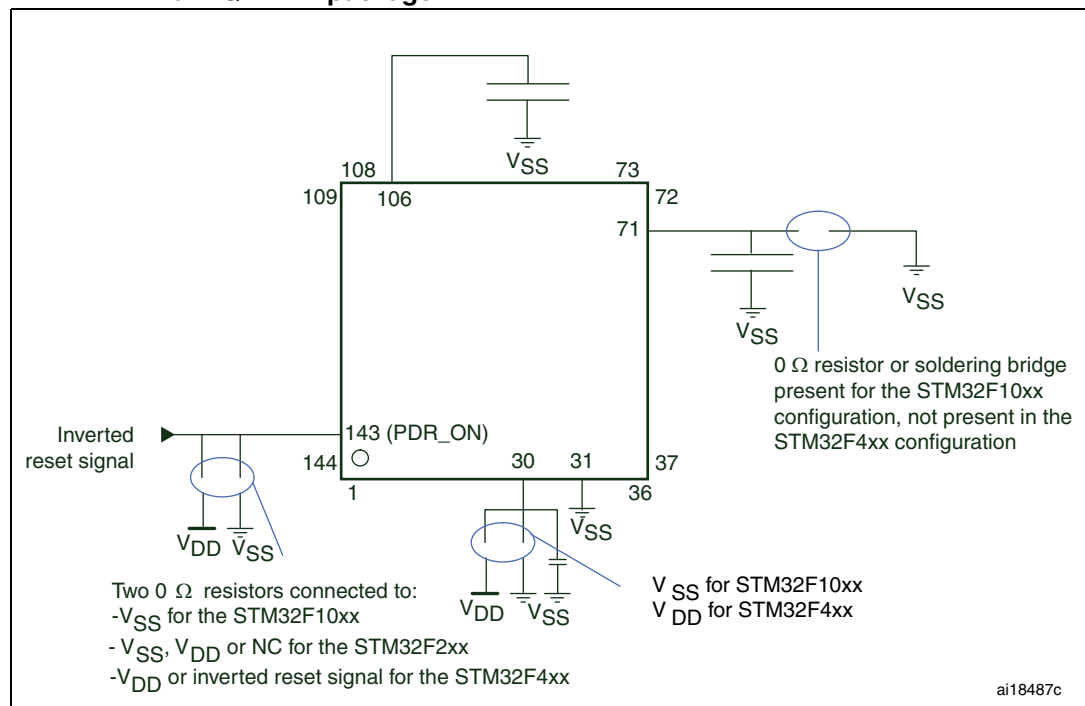 package
V_SS
108
73
109
106
72
71
V_SS
V_SS
0 Ω resistor or soldering bridge
present for the STM32F10xx
configuration, not present in the
STM32F4xx configuration
Inverted
reset signal
143 (PDR_ON)
144
30
31
37
1
36
V_SS
V_DD V_SS
V_DD V_SS
Two 0 Ω resistors connected to:
-V_SS for the STM32F10xx
- V_SS, V_DD or NC for the STM32F2xx
-V_DD or inverted reset signal for the STM32F4xx
V_SS for STM32F10xx
V_DD for STM32F4xx
ai18487c